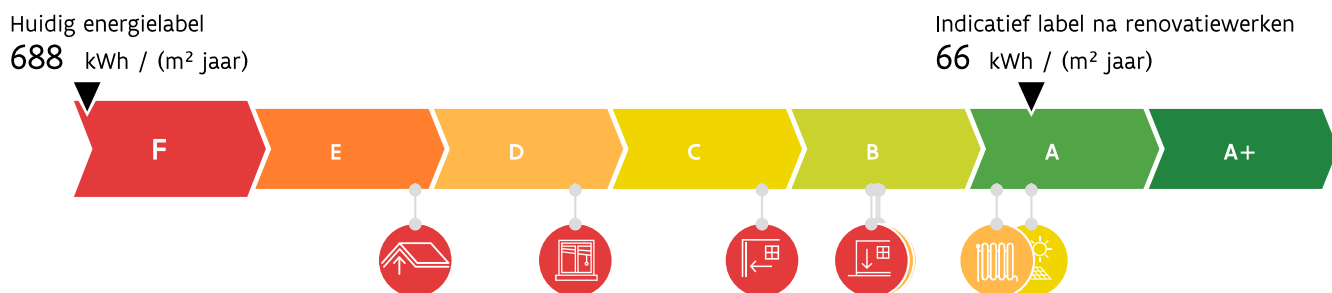 Huidig energielabel
688 kWh / (m² jaar)
Indicatief label na renovatiewerken
66 kWh / (m² jaar)
F E D C B A A+